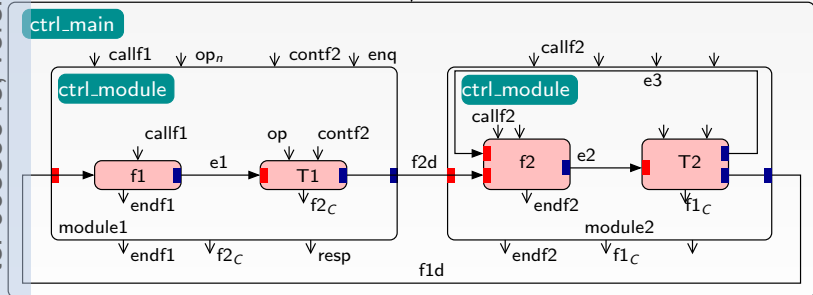 ctrl_main
callf1 opₙ contf2 enq callf2
ctrl_module
e3
ctrl_module
callf2
callf1 op contf2
f1 e1 T1 f2d f2 e2 T2
endf1 f2_C endf2 f1_C
module1 module2
endf1 f2_C resp endf2 f1_C
f1d